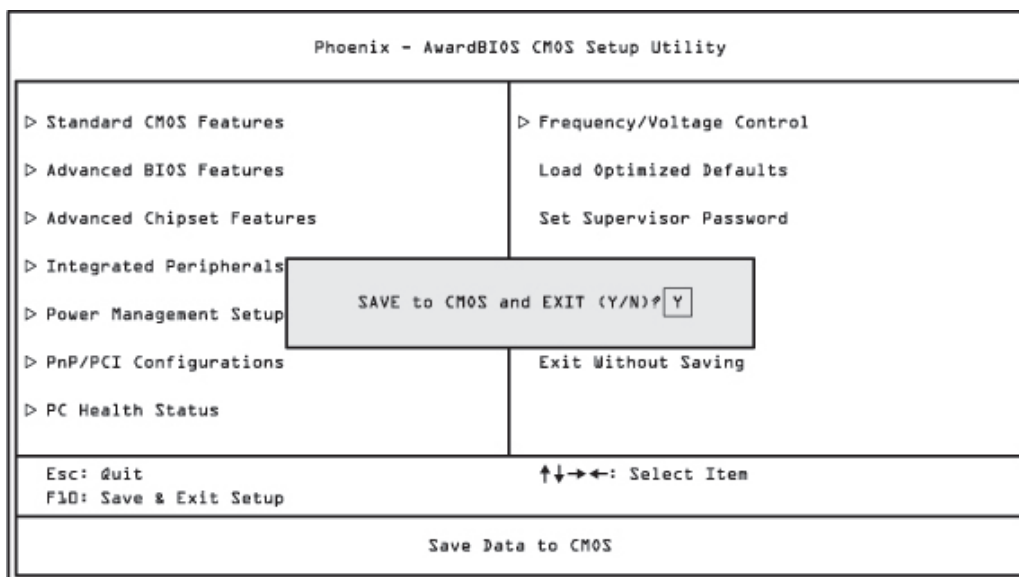 Phoenix - AwardBIOS CMOS Setup Utility
▷ Standard CMOS Features
▷ Advanced BIOS Features
▷ Advanced Chipset Features
▷ Integrated Peripherals
▷ Power Management Setup
▷ PnP/PCI Configurations
▷ PC Health Status
▷ Frequency/Voltage Control
Load Optimized Defaults
Set Supervisor Password
Exit Without Saving
SAVE to CMOS and EXIT (Y/N)? Y
Esc: Quit
F10: Save & Exit Setup
↑↓→←: Select Item
Save Data to CMOS